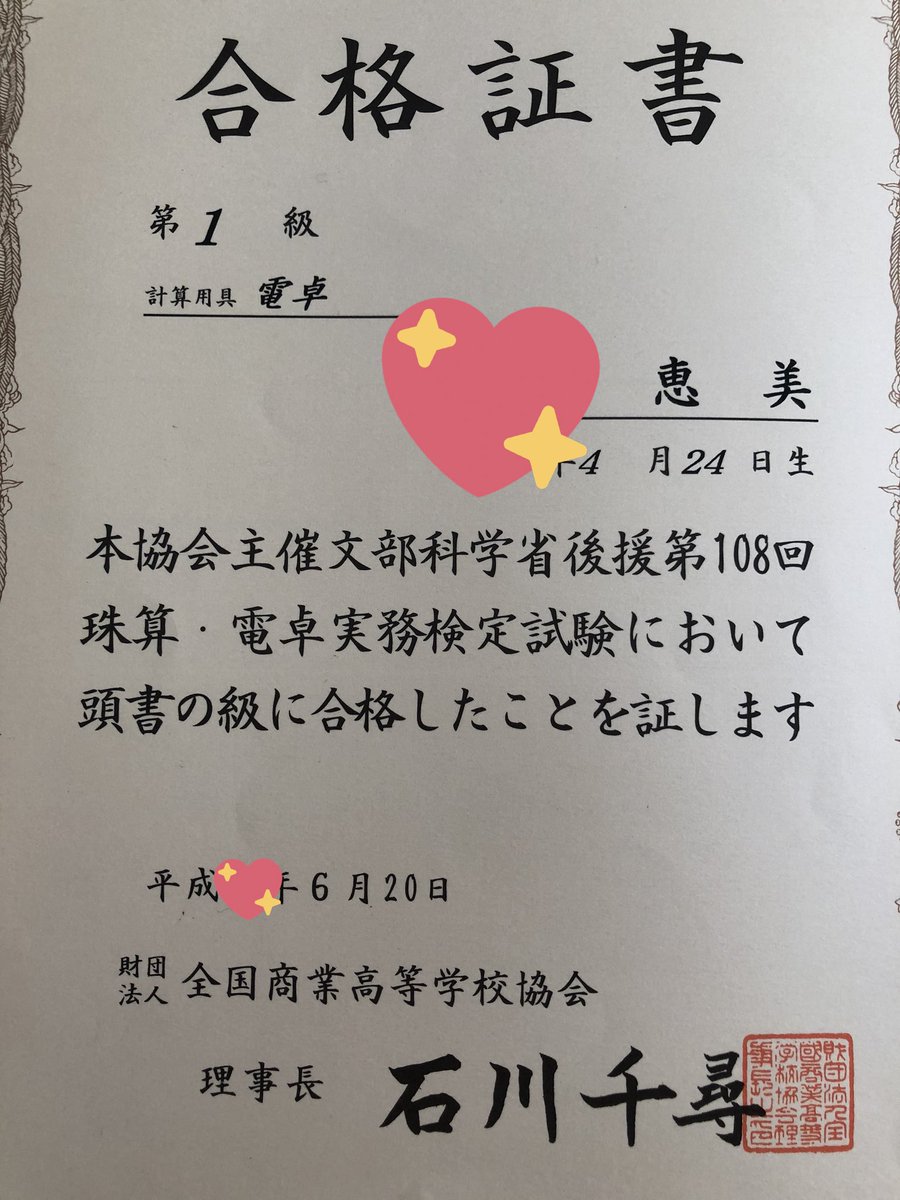 合格証書
第1 級
計算用具 電卓
恵 美
4 月24 日生
本協会主催文部科学省後援第108回
珠算・電卓実務検定試験において
頭書の級に合格したことを証します
平成 年6月20日
財団法人 全国商業高等学校協会
理事長 石川千尋